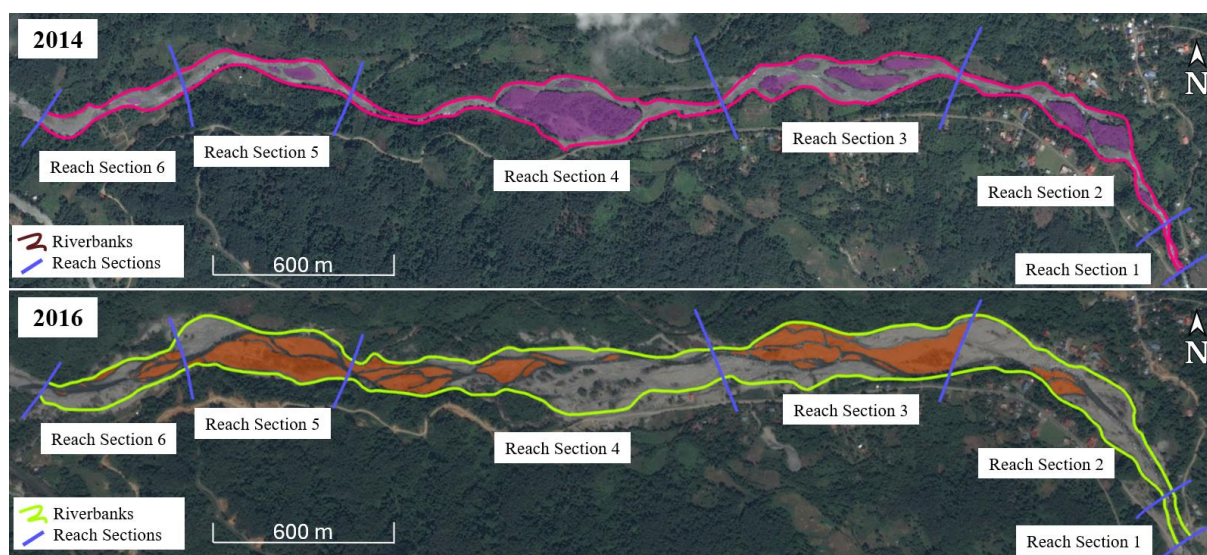 2014
N
Reach Section 6
Reach Section 5
Reach Section 4
Reach Section 3
Reach Section 2
Reach Section 1
Riverbanks
Reach Sections
600 m
2016
N
Reach Section 6
Reach Section 5
Reach Section 4
Reach Section 3
Reach Section 2
Reach Section 1
Riverbanks
Reach Sections
600 m